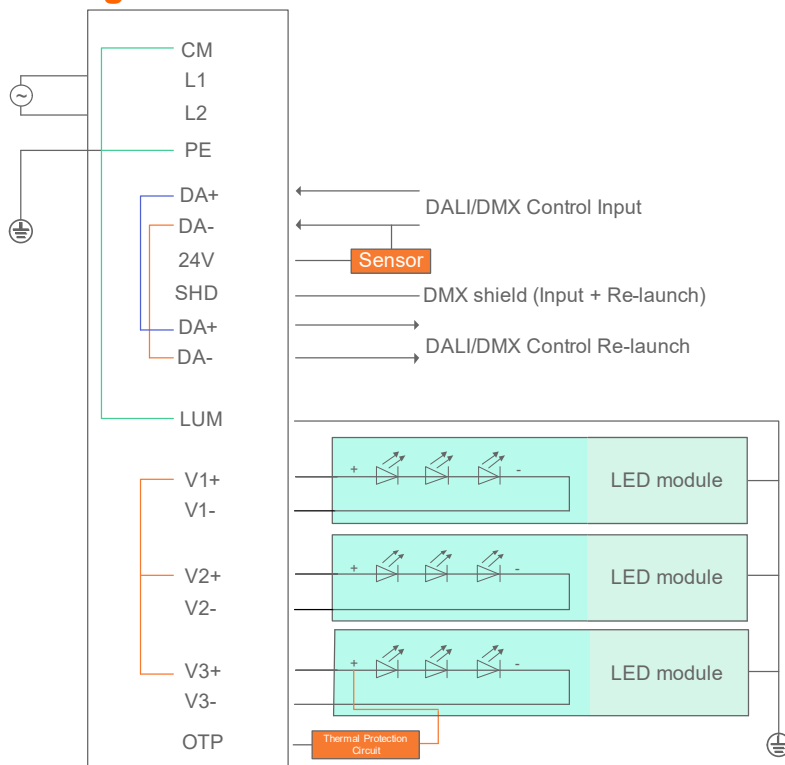 CM
L1
L2
PE
DA+
DALI/DMX Control Input
DA-
24V
Sensor
SHD
DMX shield (Input + Re-launch)
DA+
DALI/DMX Control Re-launch
DA-
LUM
V1+
+
-
LED module
V1-
V2+
+
-
LED module
V2-
V3+
+
-
LED module
V3-
OTP
Thermal Protection
Circuit